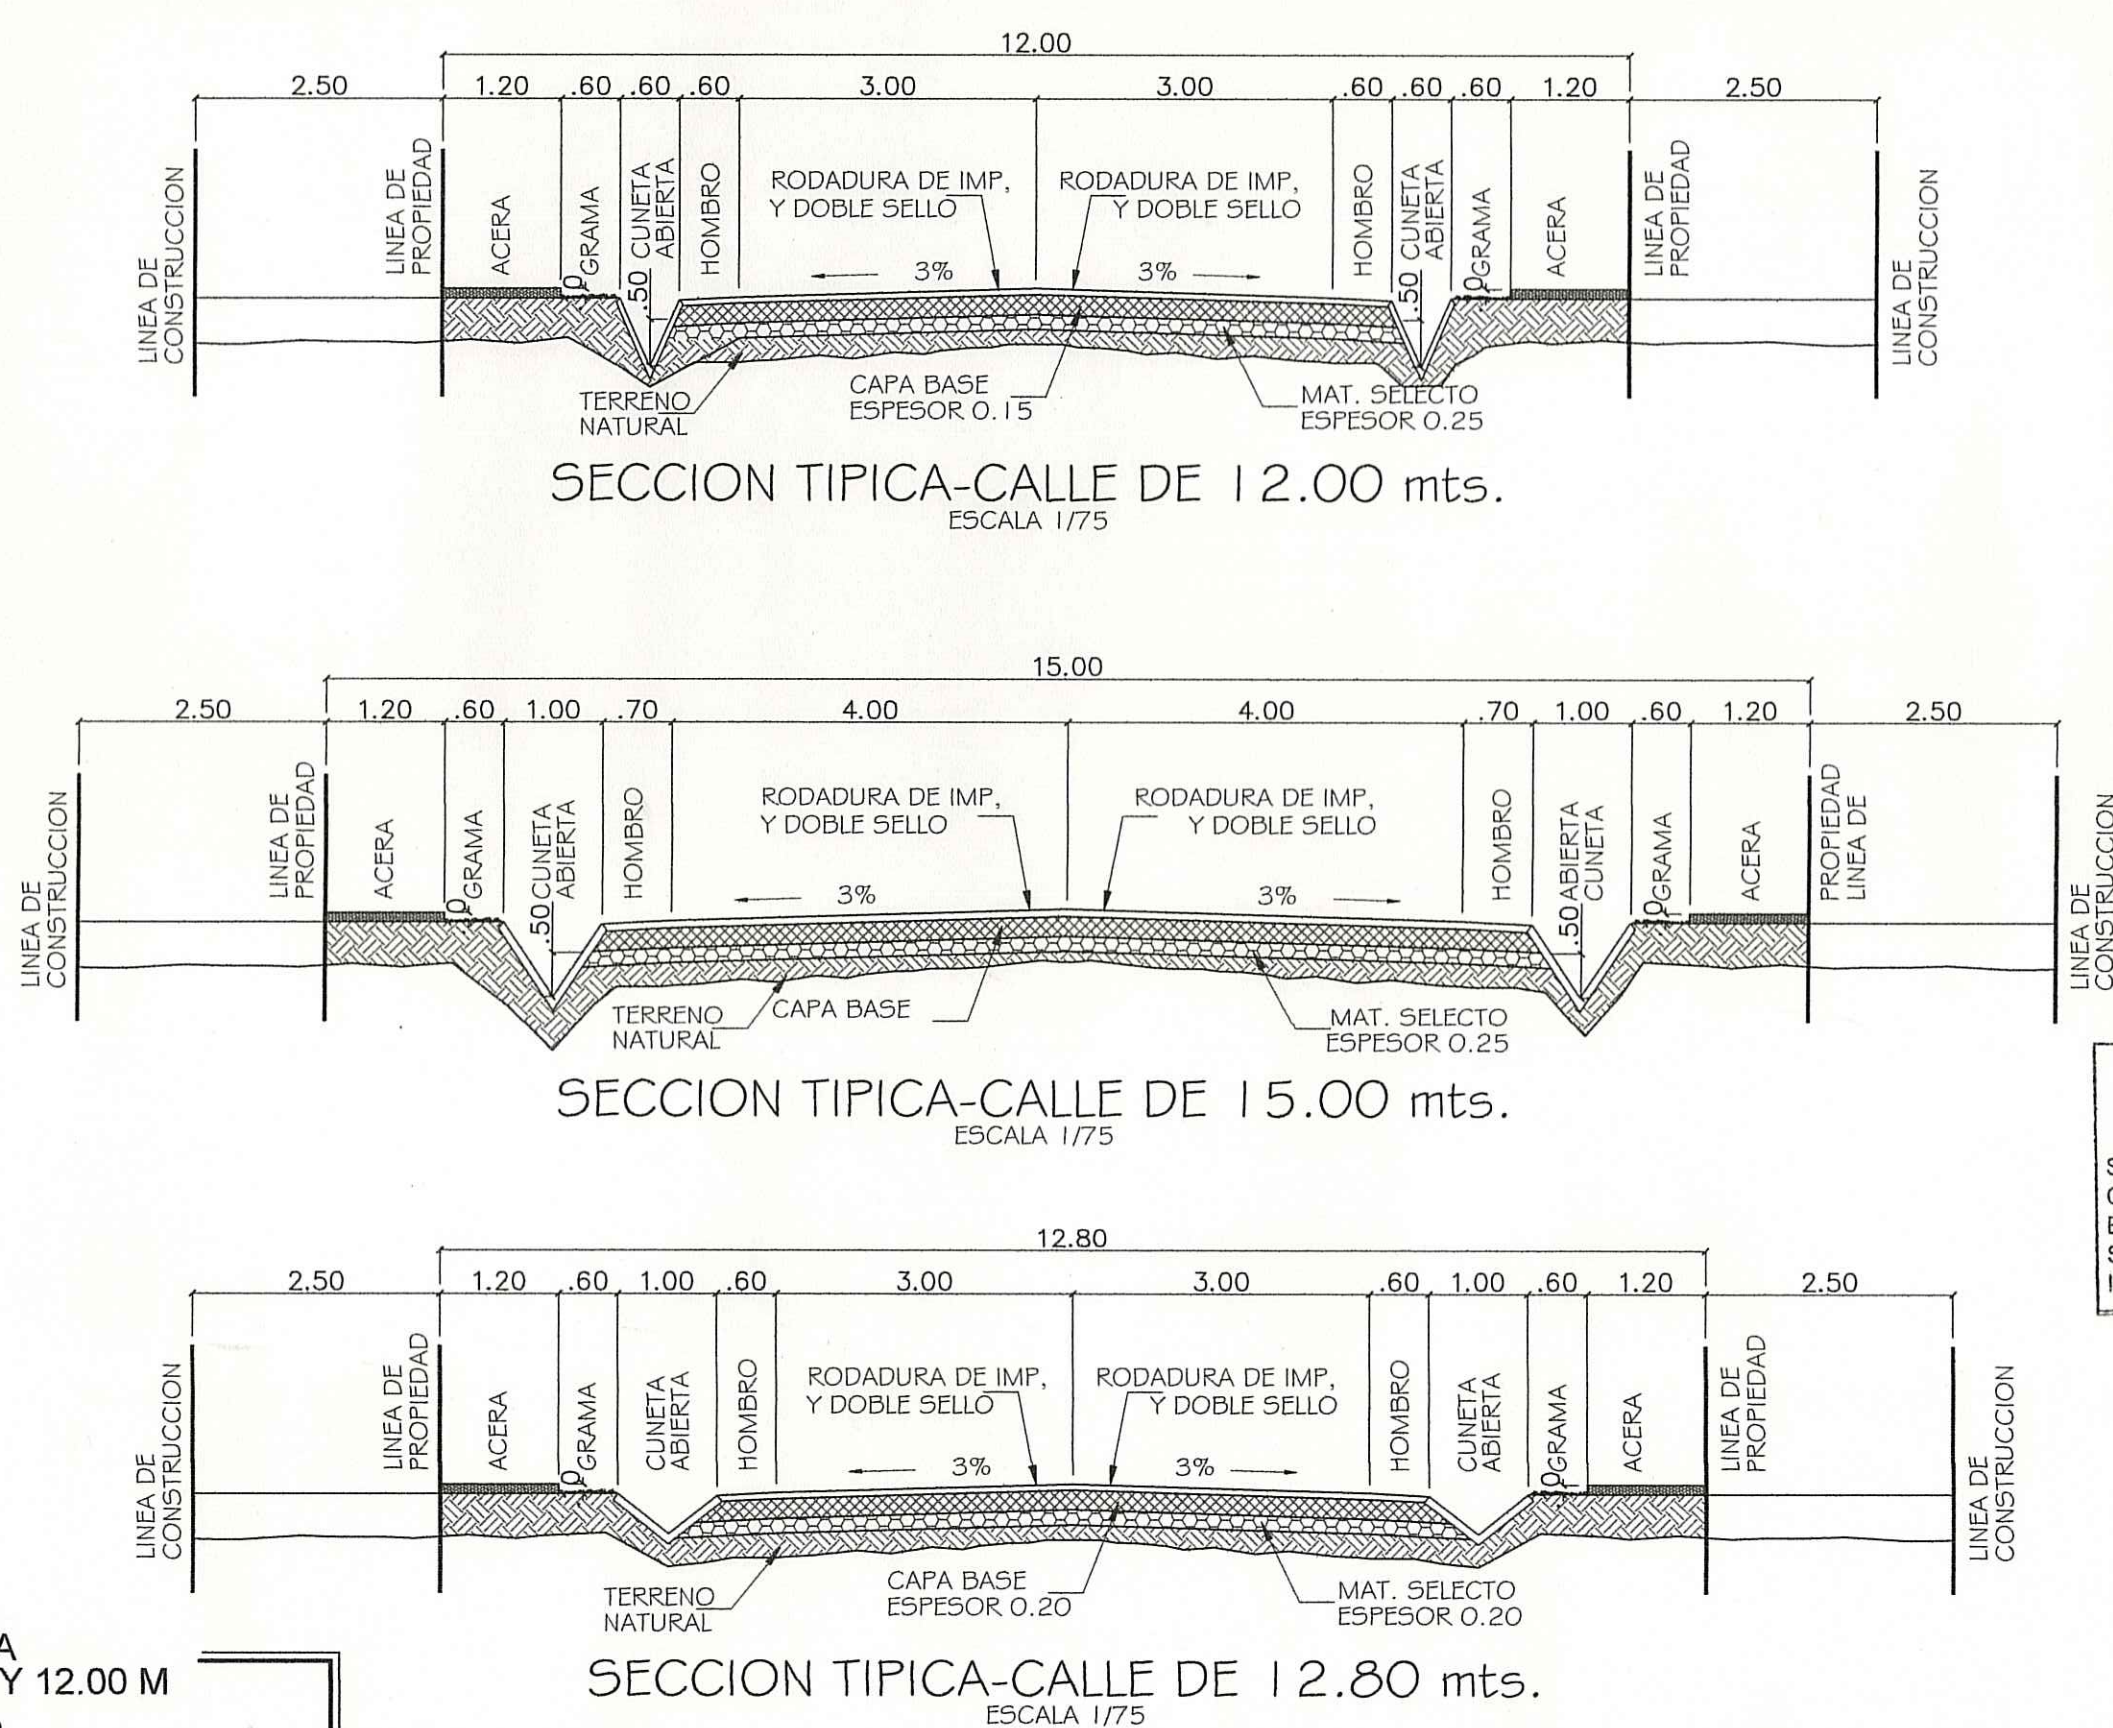 12.00
2.50 1.20 .60 .60 .60 3.00 3.00 .60 .60 .60 1.20 2.50
LINEA DE
CONSTRUCCION
LINEA DE
PROPIEDAD
ACERA
GRAMA
CUNETA
ABIERTA
.50
HOMBRO
RODADURA DE IMP,
Y DOBLE SELLO
RODADURA DE IMP,
Y DOBLE SELLO
HOMBRO
CUNETA
ABIERTA
.50
GRAMA
ACERA
LINEA DE
PROPIEDAD
LINEA DE
CONSTRUCCION
3% 3%
TERRENO
NATURAL
CAPA BASE
ESPESOR 0.15
MAT. SELECTO
ESPESOR 0.25
SECCION TIPICA-CALLE DE 12.00 mts.
ESCALA 1/75
15.00
2.50 1.20 .60 1.00 .70 4.00 4.00 .70 1.00 .60 1.20 2.50
LINEA DE
CONSTRUCCION
LINEA DE
PROPIEDAD
ACERA
GRAMA
CUNETA
ABIERTA
.50
HOMBRO
RODADURA DE IMP,
Y DOBLE SELLO
RODADURA DE IMP,
Y DOBLE SELLO
HOMBRO
ABIERTA
CUNETA
.50
GRAMA
ACERA
PROPIEDAD
LINEA DE
LINEA DE
CONSTRUCCION
3% 3%
TERRENO
NATURAL
CAPA BASE
MAT. SELECTO
ESPESOR 0.25
SECCION TIPICA-CALLE DE 15.00 mts.
ESCALA 1/75
12.80
2.50 1.20 .60 1.00 .60 3.00 3.00 .60 1.00 .60 1.20 2.50
LINEA DE
CONSTRUCCION
LINEA DE
PROPIEDAD
ACERA
GRAMA
CUNETA
ABIERTA
HOMBRO
RODADURA DE IMP,
Y DOBLE SELLO
RODADURA DE IMP,
Y DOBLE SELLO
HOMBRO
CUNETA
ABIERTA
GRAMA
ACERA
LINEA DE
PROPIEDAD
LINEA DE
CONSTRUCCION
3% 3%
TERRENO
NATURAL
CAPA BASE
ESPESOR 0.20
MAT. SELECTO
ESPESOR 0.20
SECCION TIPICA-CALLE DE 12.80 mts.
ESCALA 1/75
A
Y 12.00 M